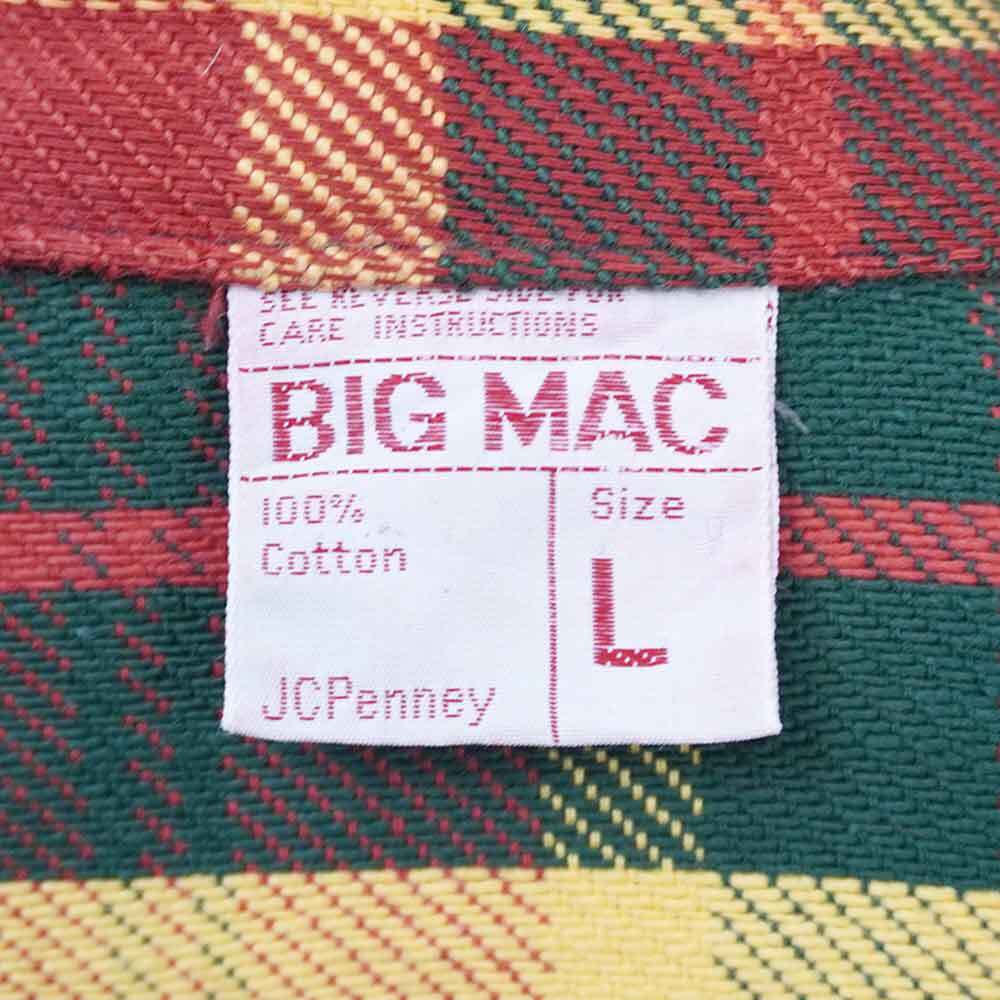 SEE REVERSE SIDE FOR
CARE INSTRUCTIONS
BIG MAC
100%
Cotton
Size
L
JCPenney